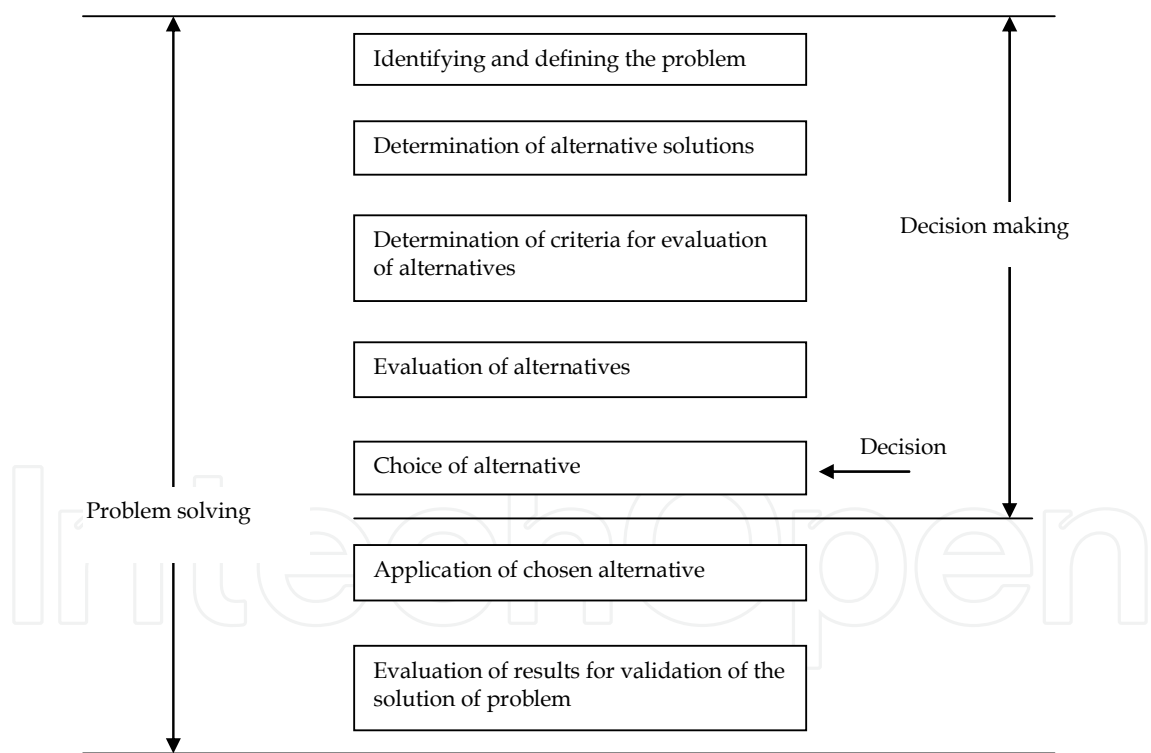 Identifying and defining the problem
Determination of alternative solutions
Decision making
Determination of criteria for evaluation
of alternatives
Evaluation of alternatives
Decision
Choice of alternative
Problem solving
IntechOpen
Application of chosen alternative
Evaluation of results for validation of the
solution of problem